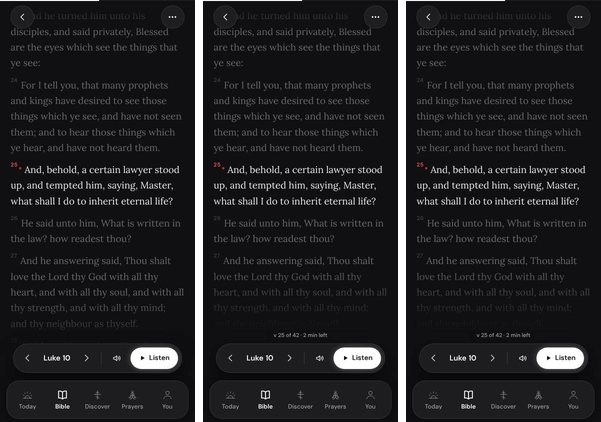 nd he turned him unto his
disciples, and said privately, Blessed
are the eyes which see the things that
ye see:
24 For I tell you, that many prophets
and kings have desired to see those
things which ye see, and have not seen
them; and to hear those things which
ye hear, and have not heard them.
25 And, behold, a certain lawyer stood
up, and tempted him, saying, Master,
what shall I do to inherit eternal life?
26 He said unto him, What is written in
the law? how readest thou?
27 And he answering said, Thou shalt
love the Lord thy God with all thy
heart, and with all thy soul, and with all
thy strength, and with all thy mind;
and thy neighbour as thyself.
Luke 10
Listen
Today
Bible
Discover
Prayers
You
nd he turned him unto his
disciples, and said privately, Blessed
are the eyes which see the things that
ye see:
24 For I tell you, that many prophets
and kings have desired to see those
things which ye see, and have not seen
them; and to hear those things which
ye hear, and have not heard them.
25 And, behold, a certain lawyer stood
up, and tempted him, saying, Master,
what shall I do to inherit eternal life?
26 He said unto him, What is written in
the law? how readest thou?
27 And he answering said, Thou shalt
love the Lord thy God with all thy
heart, and with all thy soul, and with all
thy strength, and with all thy mind;
v 25 of 42 · 2 min left
Luke 10
Listen
Today
Bible
Discover
Prayers
You
nd he turned him unto his
disciples, and said privately, Blessed
are the eyes which see the things that
ye see:
24 For I tell you, that many prophets
and kings have desired to see those
things which ye see, and have not seen
them; and to hear those things which
ye hear, and have not heard them.
25 And, behold, a certain lawyer stood
up, and tempted him, saying, Master,
what shall I do to inherit eternal life?
26 He said unto him, What is written in
the law? how readest thou?
27 And he answering said, Thou shalt
love the Lord thy God with all thy
heart, and with all thy soul, and with all
thy strength, and with all thy mind;
v 25 of 42 · 2 min left
Luke 10
Listen
Today
Bible
Discover
Prayers
You